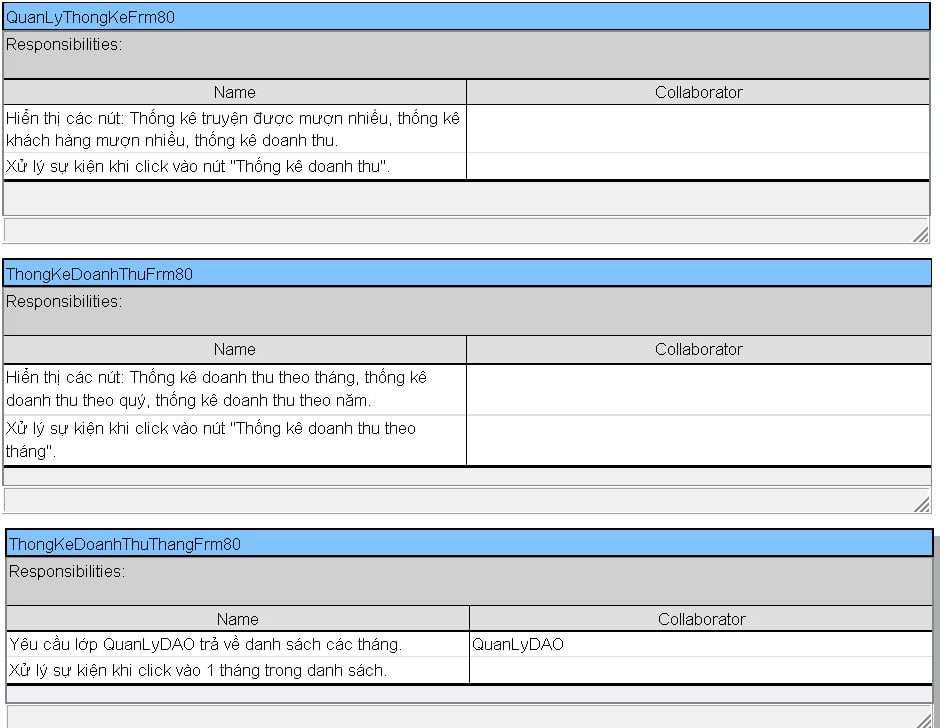 QuanLyThongKeFrm80
Responsibilities:
Name Collaborator
Hiển thị các nút: Thống kê truyện được mượn nhiều, thống kê
khách hàng mượn nhiều, thống kê doanh thu.
Xử lý sự kiện khi click vào nút "Thống kê doanh thu".
ThongKeDoanhThuFrm80
Responsibilities:
Name Collaborator
Hiển thị các nút: Thống kê doanh thu theo tháng, thống kê
doanh thu theo quý, thống kê doanh thu theo năm.
Xử lý sự kiện khi click vào nút "Thống kê doanh thu theo
tháng".
ThongKeDoanhThuThangFrm80
Responsibilities:
Name Collaborator
Yêu cầu lớp QuanLyDAO trả về danh sách các tháng. QuanLyDAO
Xử lý sự kiện khi click vào 1 tháng trong danh sách.